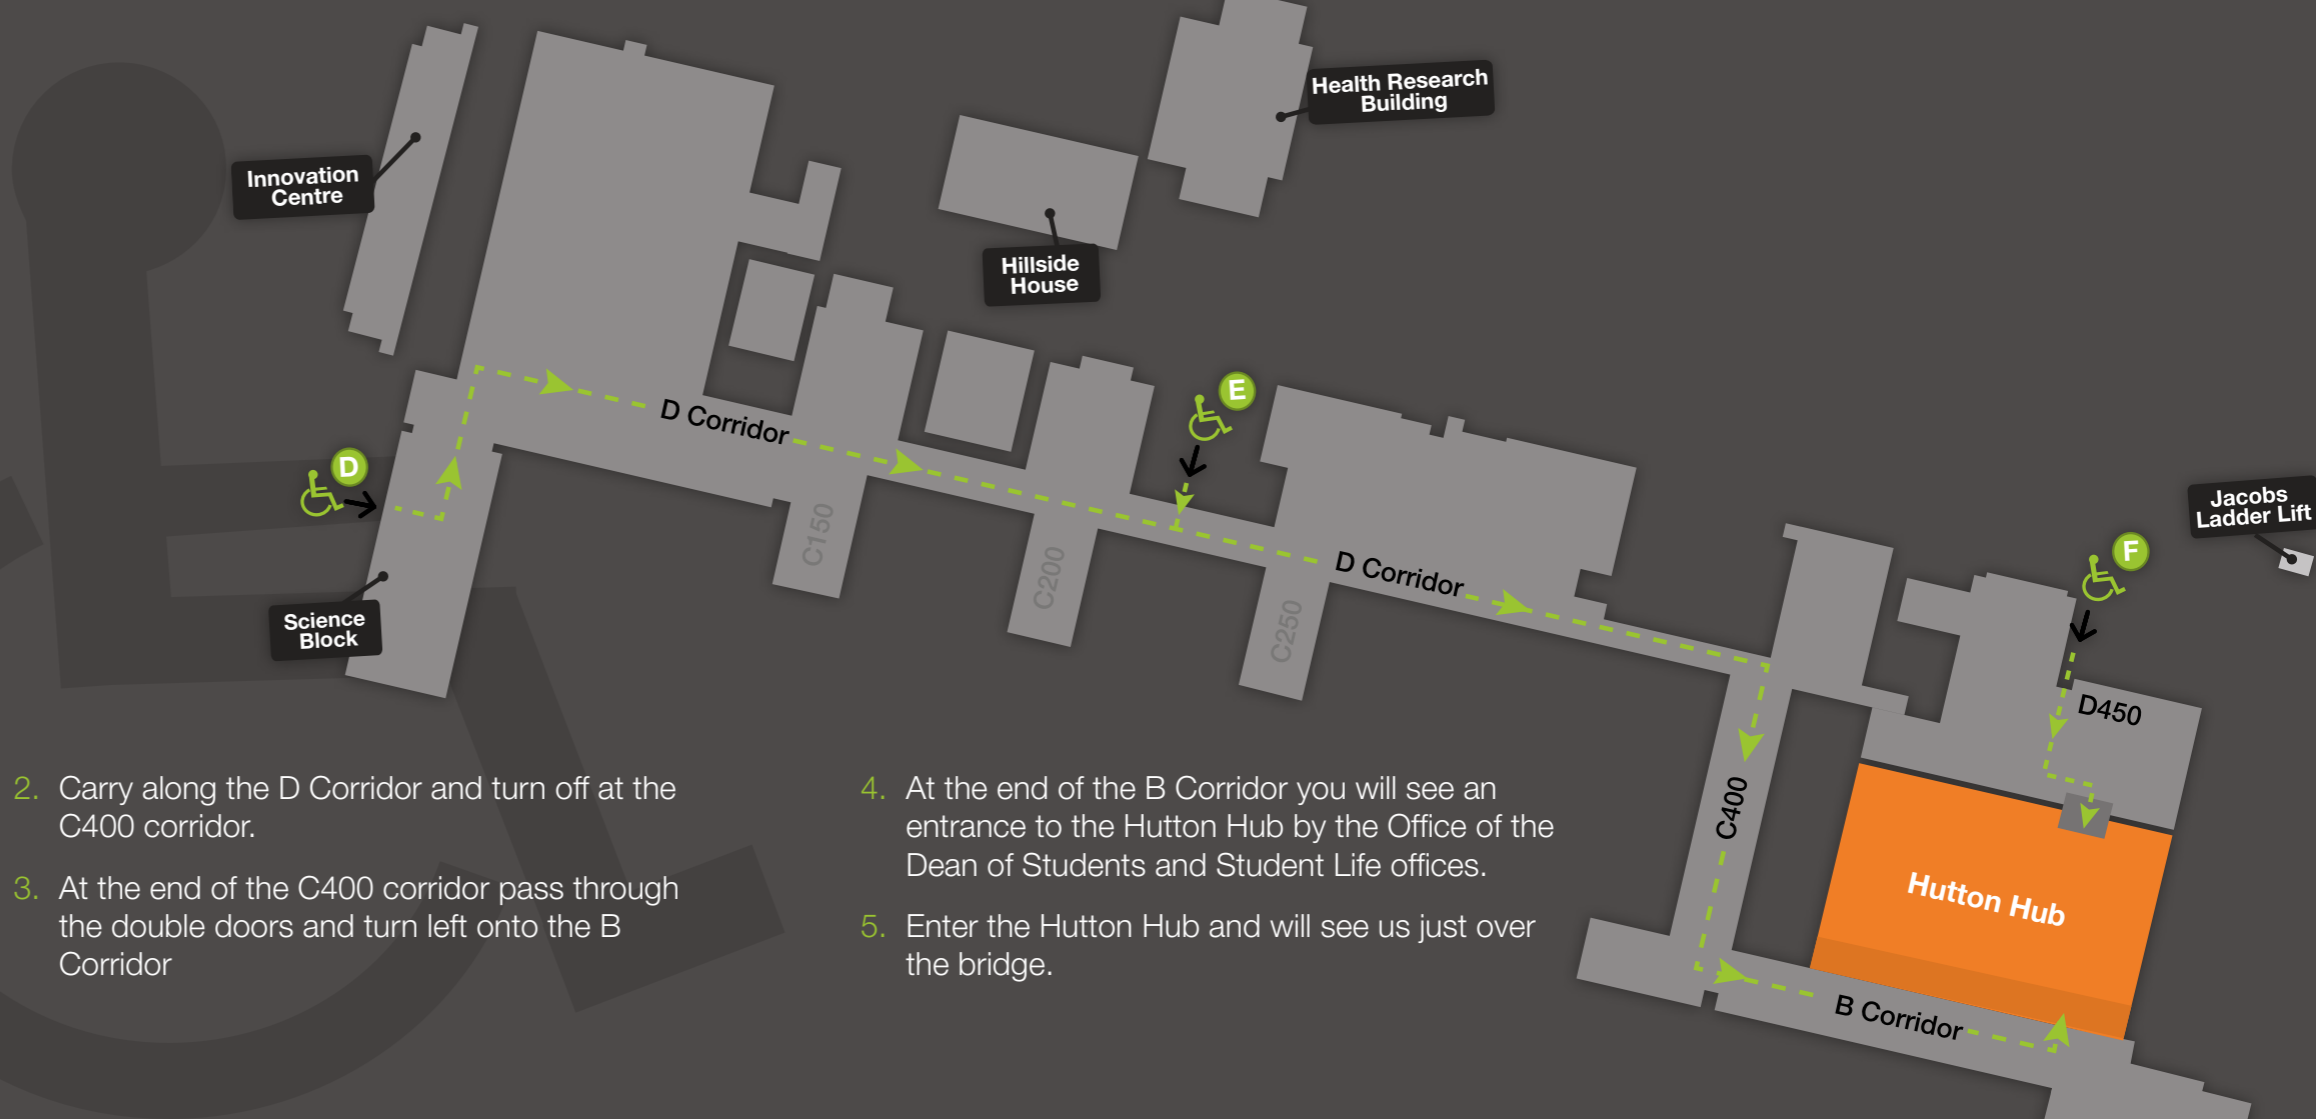 Health Research
Building
Innovation
Centre
Hillside
House
E
D Corridor
D
Science
Block
C150
C200
C250
D Corridor
Jacobs
Ladder Lift
F
D450
C400
Hutton Hub
B Corridor
2. Carry along the D Corridor and turn off at the
C400 corridor.
3. At the end of the C400 corridor pass through
the double doors and turn left onto the B
Corridor
4. At the end of the B Corridor you will see an
entrance to the Hutton Hub by the Office of the
Dean of Students and Student Life offices.
5. Enter the Hutton Hub and will see us just over
the bridge.